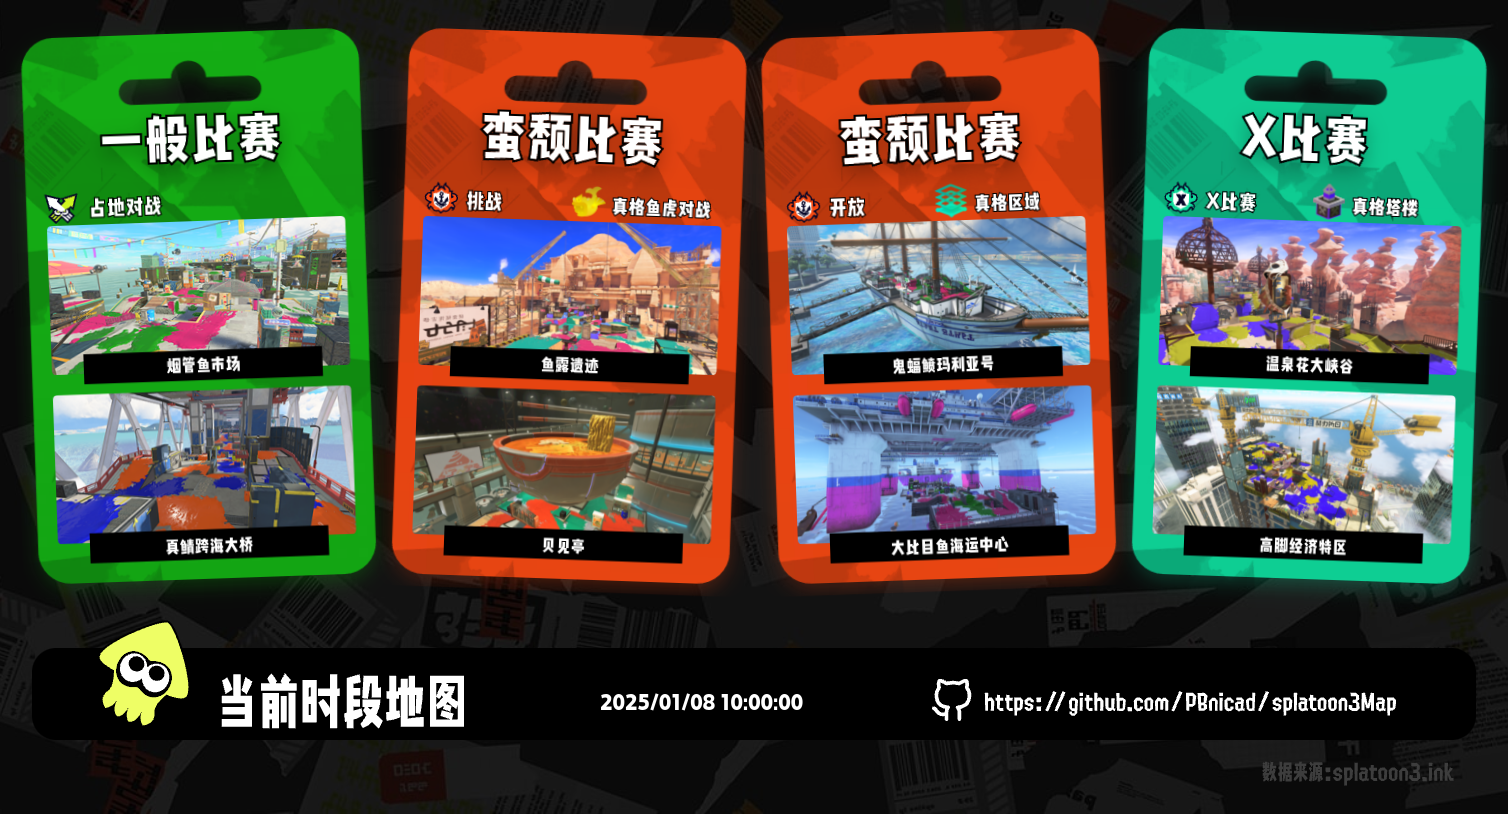 一般比赛
占地对战
烟管鱼市场
真鲭跨海大桥
蛮颓比赛
挑战
真格鱼虎对战
鱼露遗迹
贝见亭
蛮颓比赛
开放
真格区域
鬼蝠鲼玛利亚号
大比目鱼海运中心
X比赛
X比赛
真格塔楼
温泉花大峡谷
高脚经济特区
当前时段地图
2025/01/08 10:00:00
https://github.com/PBnicad/splatoon3Map
数据来源:splatoon3.ink